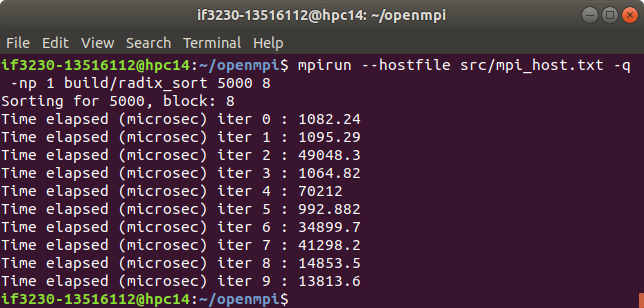 if3230-13516112@hpc14: ~/openmpi
File Edit View Search Terminal Help
if3230-13516112@hpc14:~/openmpi$ mpirun --hostfile src/mpi_host.txt -q
 -np 1 build/radix_sort 5000 8
Sorting for 5000, block: 8
Time elapsed (microsec) iter 0 : 1082.24
Time elapsed (microsec) iter 1 : 1095.29
Time elapsed (microsec) iter 2 : 49048.3
Time elapsed (microsec) iter 3 : 1064.82
Time elapsed (microsec) iter 4 : 70212
Time elapsed (microsec) iter 5 : 992.882
Time elapsed (microsec) iter 6 : 34899.7
Time elapsed (microsec) iter 7 : 41298.2
Time elapsed (microsec) iter 8 : 14853.5
Time elapsed (microsec) iter 9 : 13813.6
if3230-13516112@hpc14:~/openmpi$